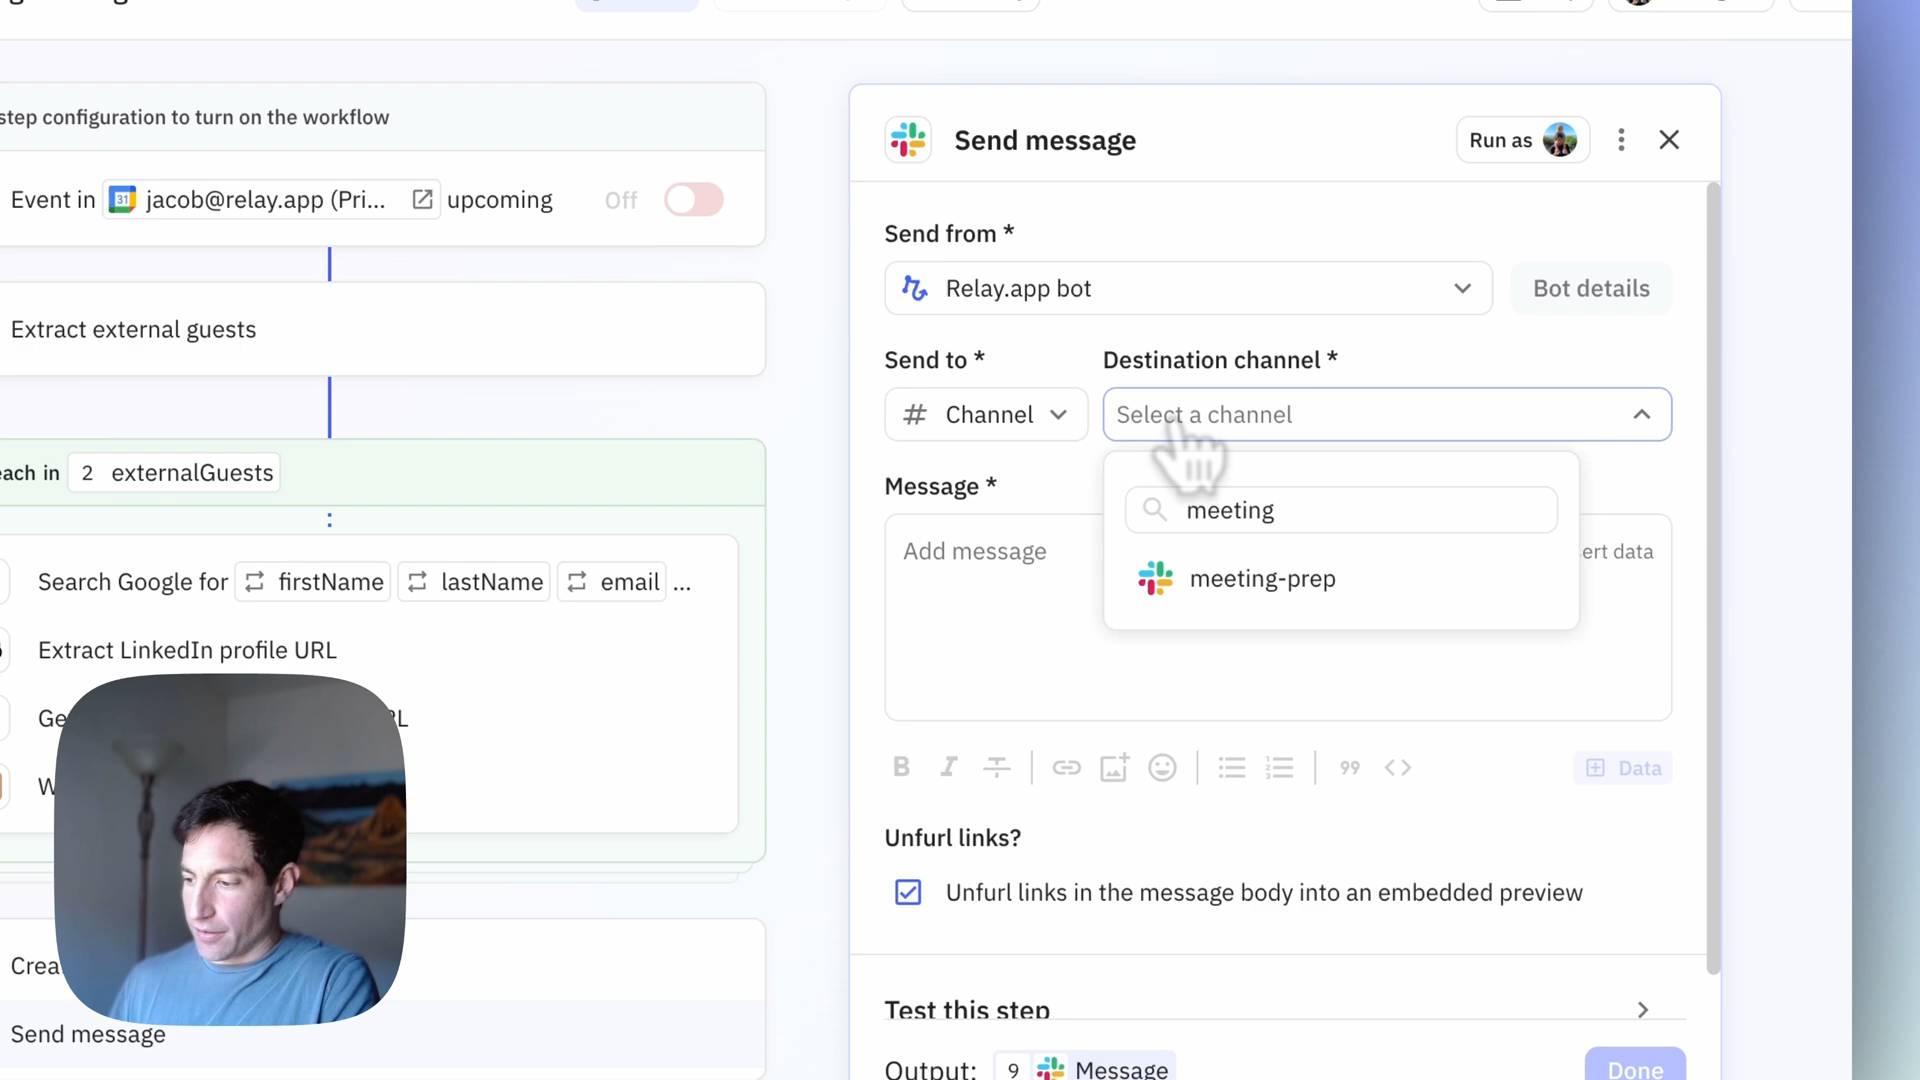 step configuration to turn on the workflow
Event in 31 jacob@relay.app (Pri... upcoming Off
Extract external guests
each in 2 externalGuests
:
Search Google for firstName lastName email ...
Extract LinkedIn profile URL
Send message
Send message
Run as
Send from *
Relay.app bot
Bot details
Send to *
Destination channel *
# Channel
Select a channel
Message *
meeting
Add message
ert data
meeting-prep
B I
99 <>
Data
Unfurl links?
Unfurl links in the message body into an embedded preview
Test this step
Output: 9 Message
Done